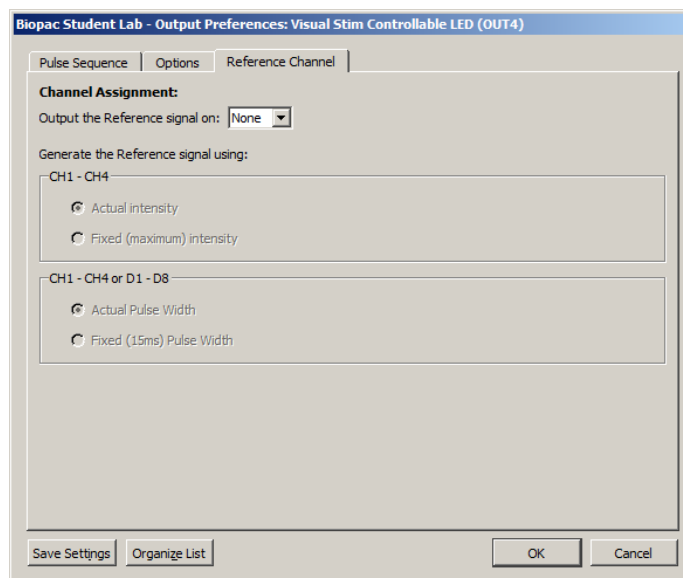 Biopac Student Lab - Output Preferences: Visual Stim Controllable LED (OUT4)
Pulse Sequence Options Reference Channel
Channel Assignment:
Output the Reference signal on: None
Generate the Reference signal using:
CH1 - CH4
Actual intensity
Fixed (maximum) intensity
CH1 - CH4 or D1 - D8
Actual Pulse Width
Fixed (15ms) Pulse Width
Save Settings Organize List OK Cancel